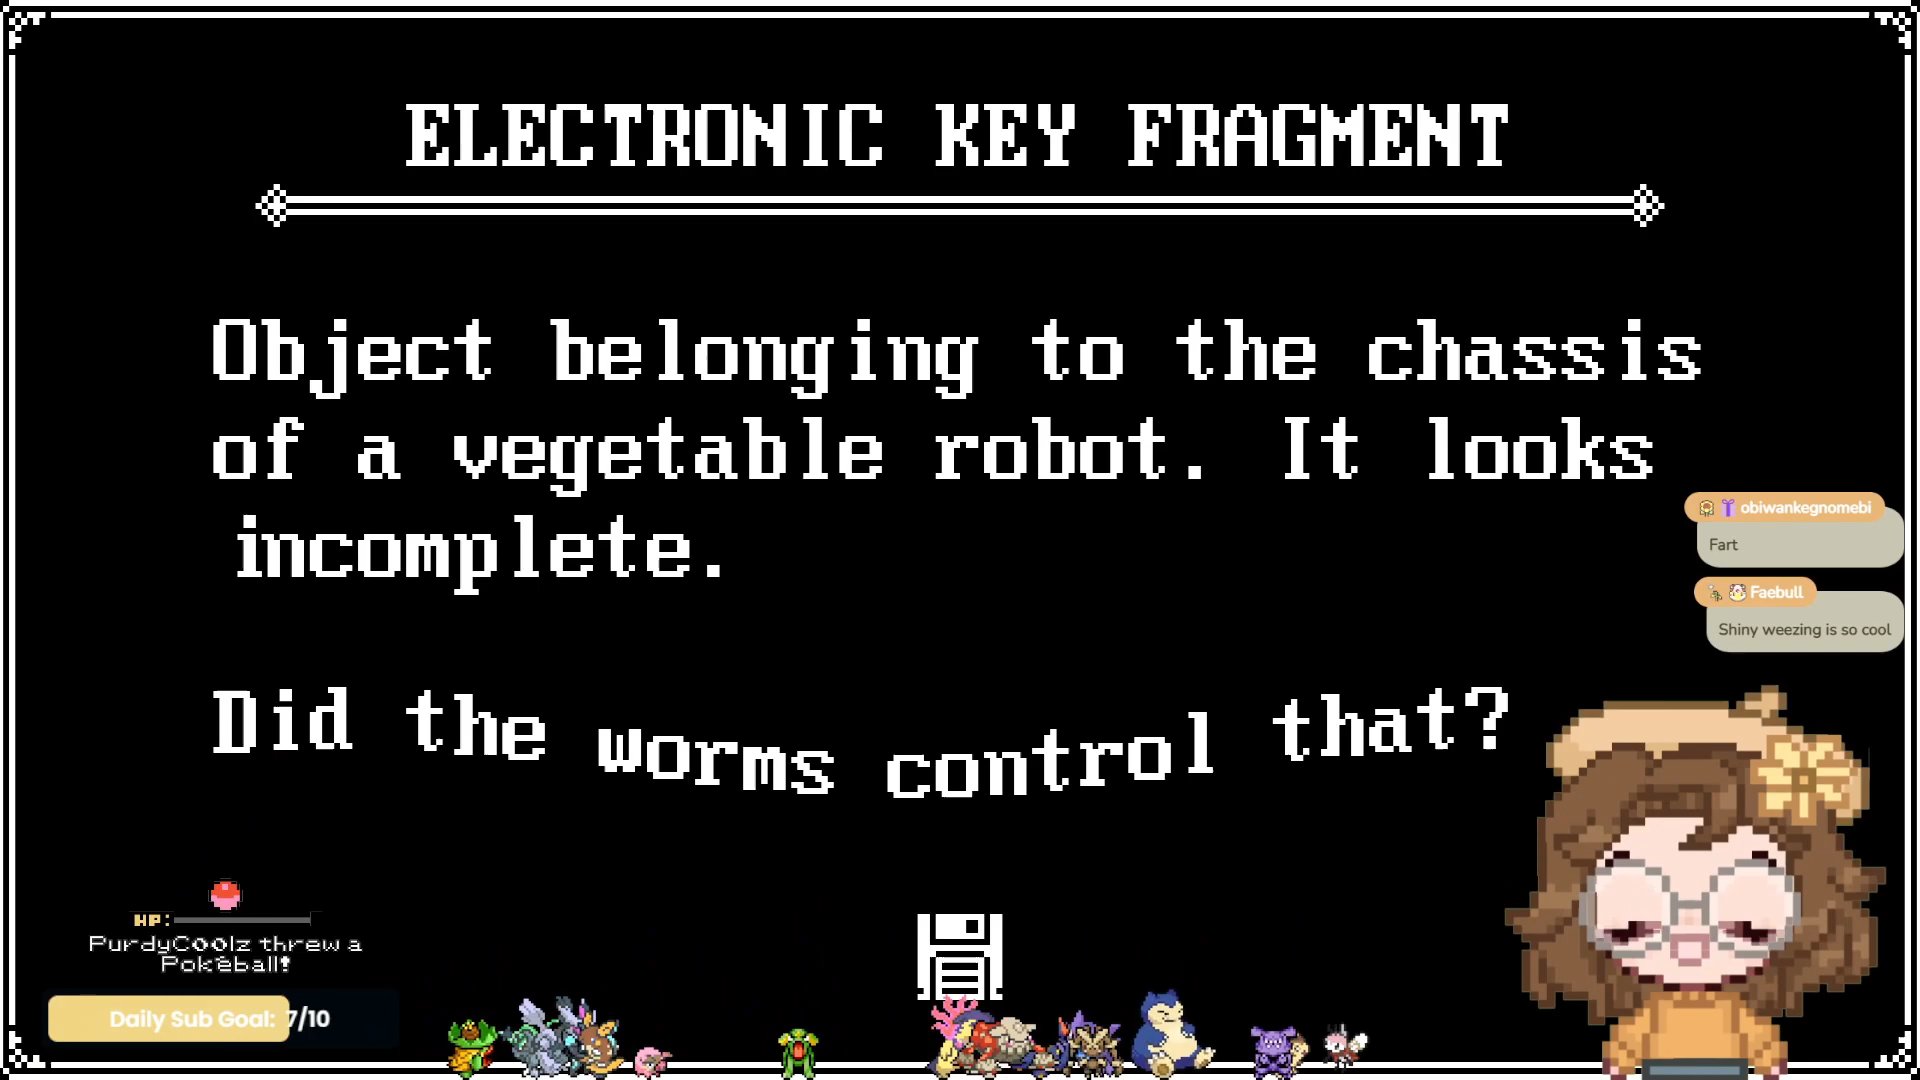 ELECTRONIC KEY FRAGMENT
Object belonging to the chassis
of a vegetable robot. It looks
incomplete.
obiwankegnomebi
Fart
Faebull
Shiny weezing is so cool
Did the worms control that?
HP:
PurdyC00lz threw a
Pokéball!
Daily Sub Goal: 7/10